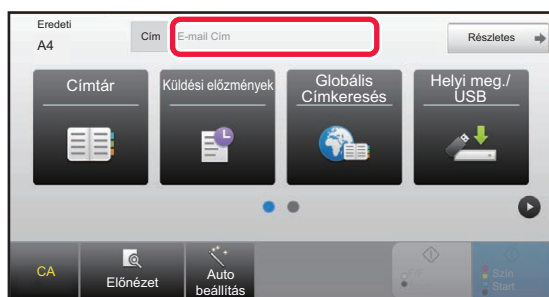 Eredeti
A4
Cím
E-mail Cím
Részletes
Címtár
Küldési előzmények
Globális
Címkeresés
Helyi meg./
USB
CA
Előnézet
Auto
beállítás
Szín
Start